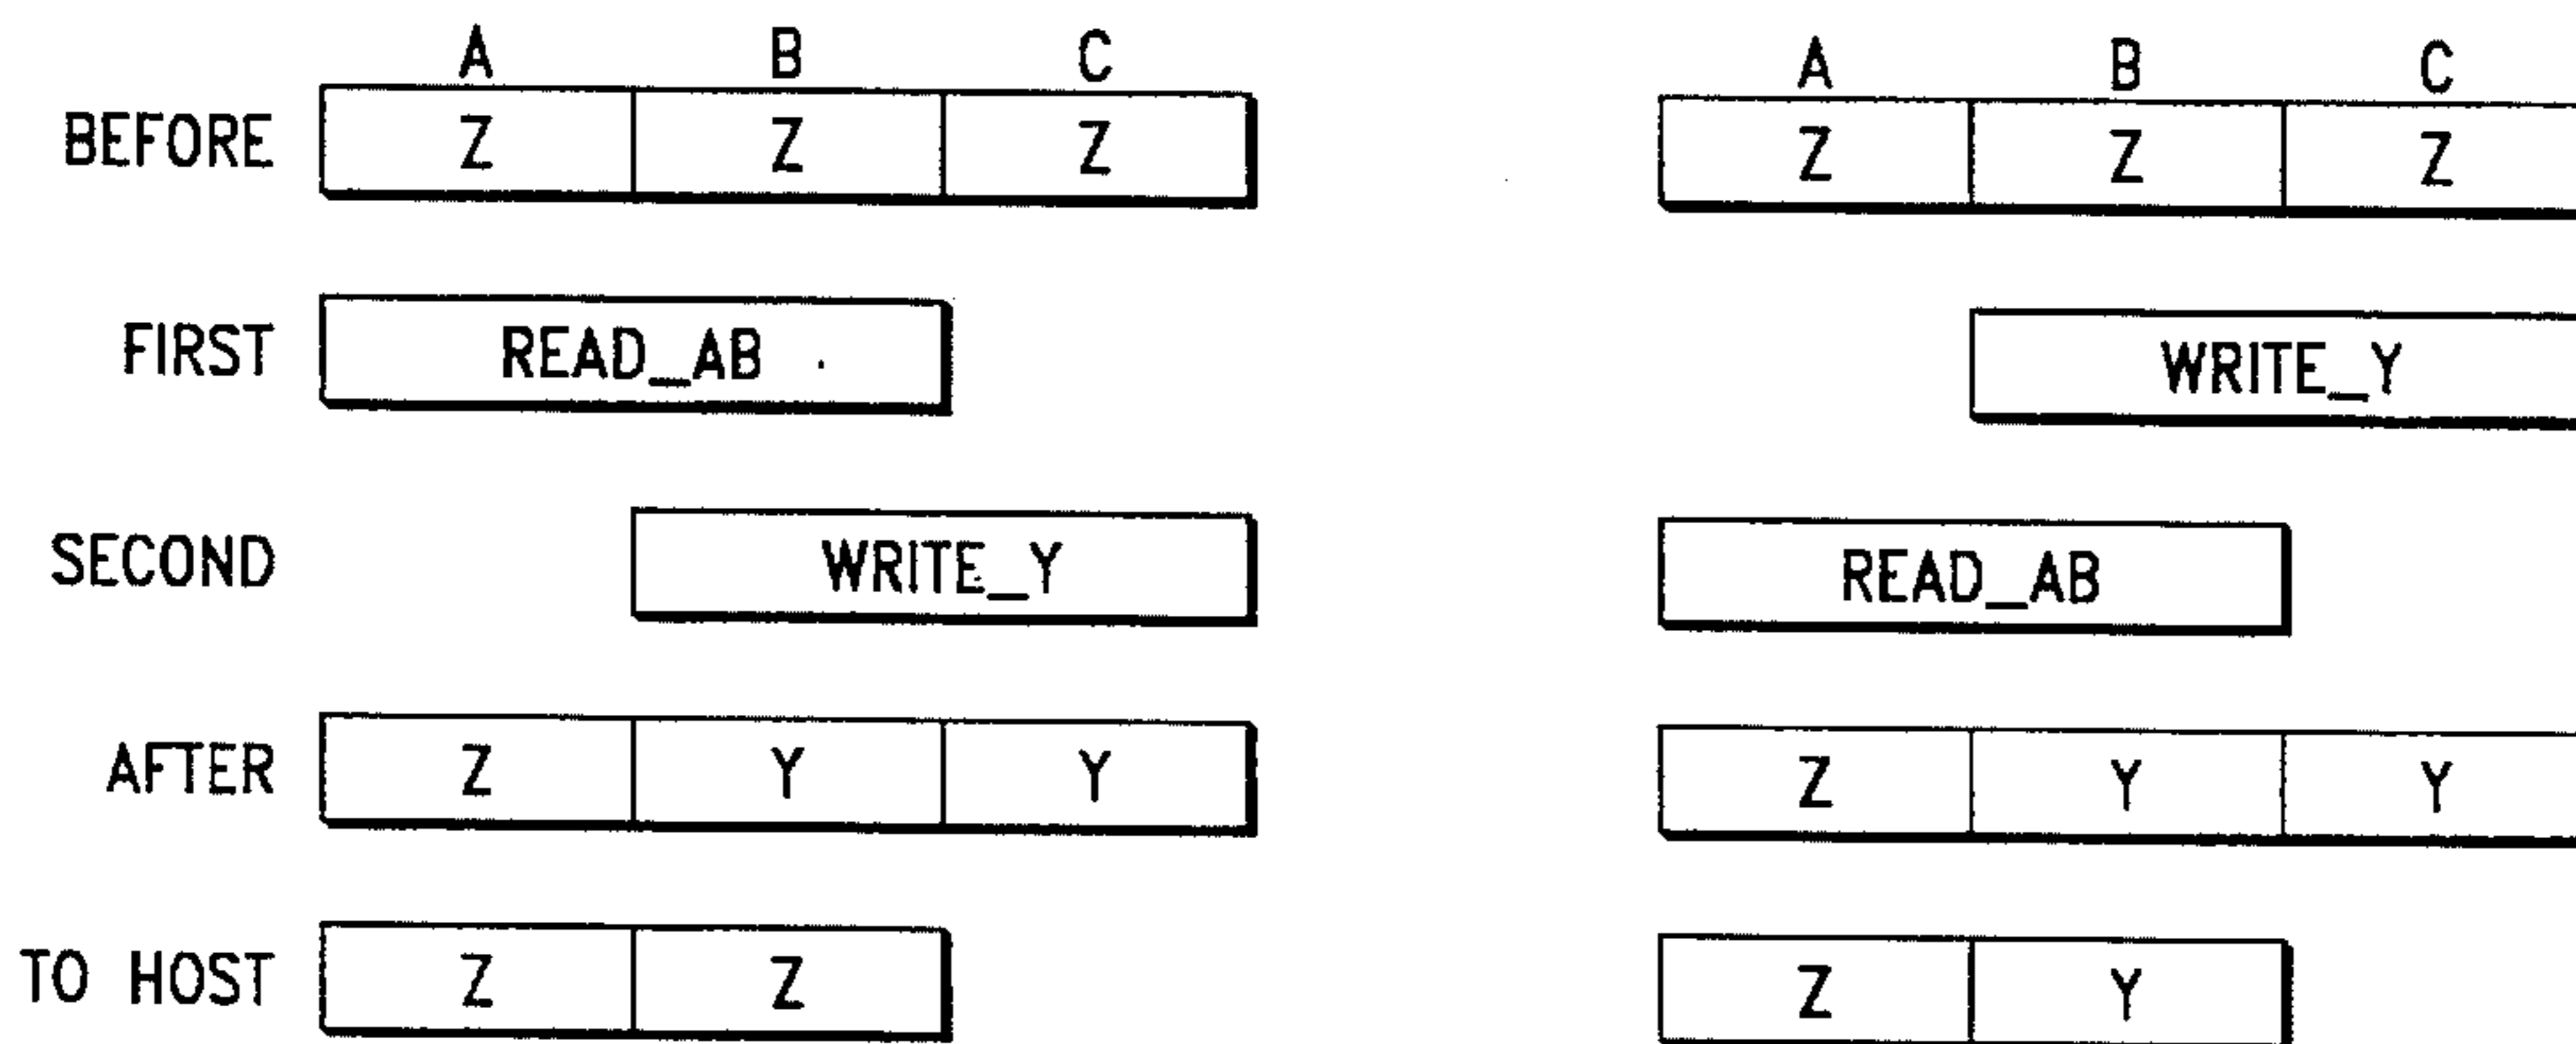 A B C A B C
BEFORE Z Z Z Z Z Z
FIRST READ_AB WRITE_Y
SECOND WRITE_Y READ_AB
AFTER Z Y Y Z Y Y
TO HOST Z Z Z Y